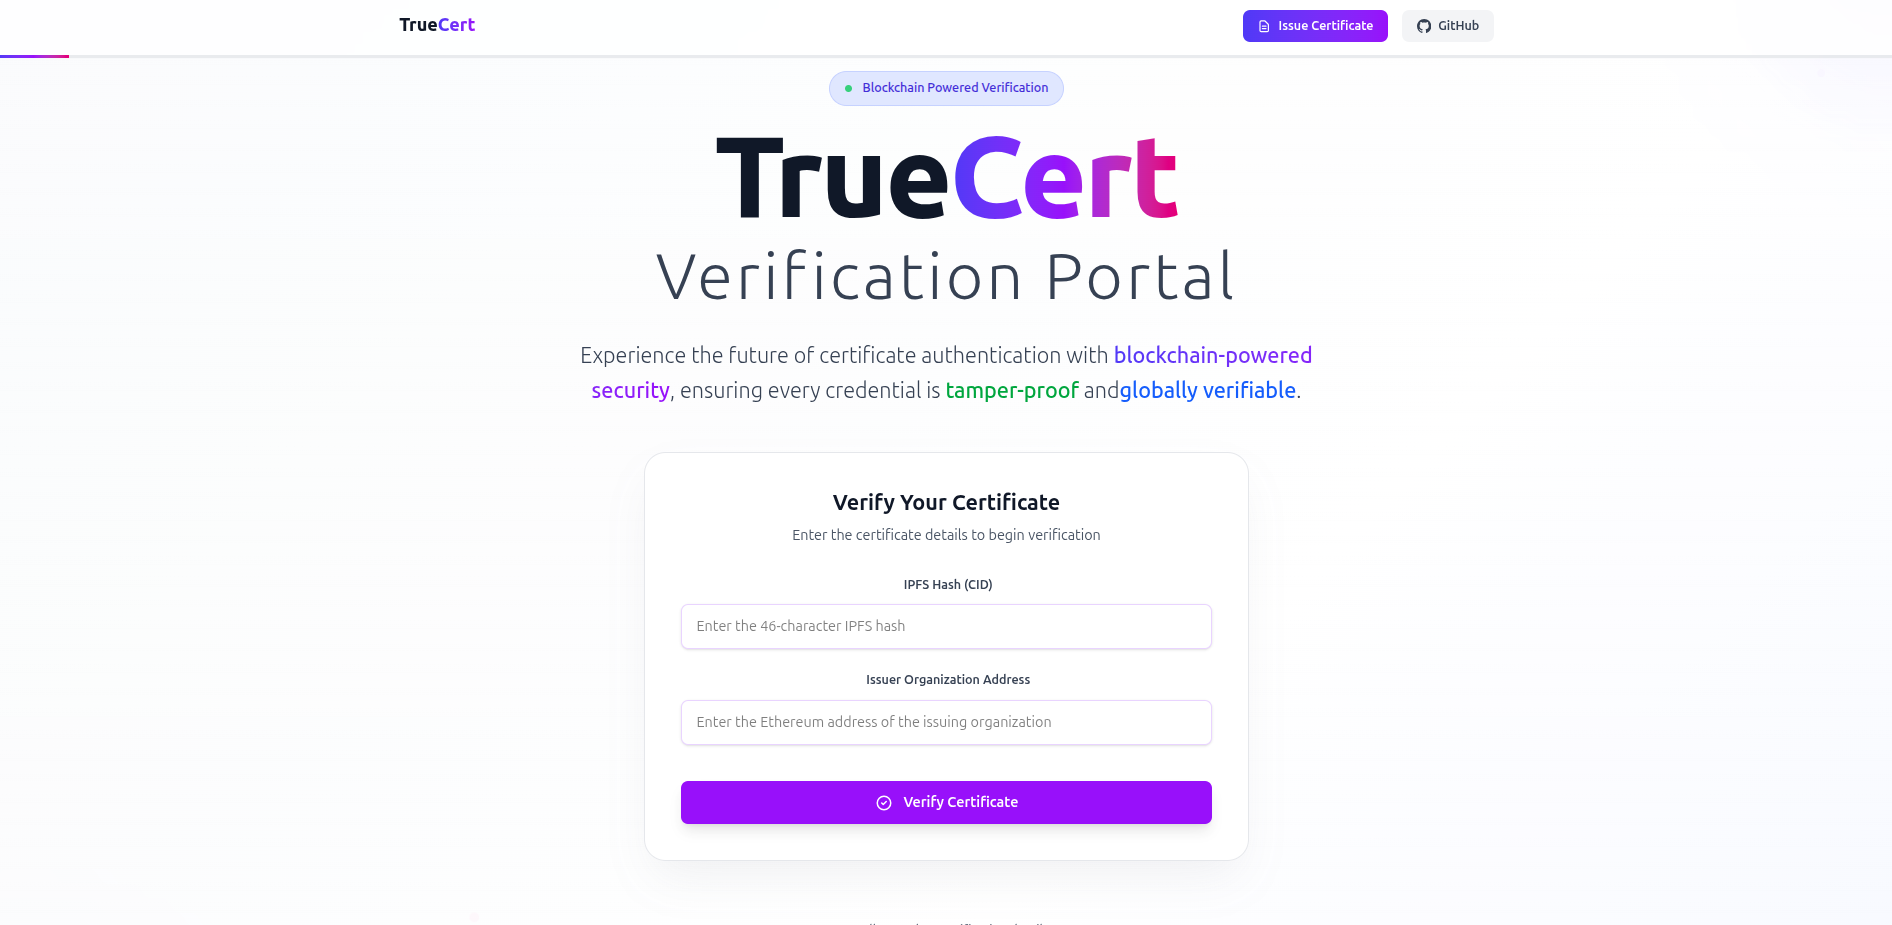 TrueCert
Issue Certificate
GitHub
Blockchain Powered Verification
TrueCert
Verification Portal
Experience the future of certificate authentication with blockchain-powered
security, ensuring every credential is tamper-proof andglobally verifiable.
Verify Your Certificate
Enter the certificate details to begin verification
IPFS Hash (CID)
Enter the 46-character IPFS hash
Issuer Organization Address
Enter the Ethereum address of the issuing organization
Verify Certificate